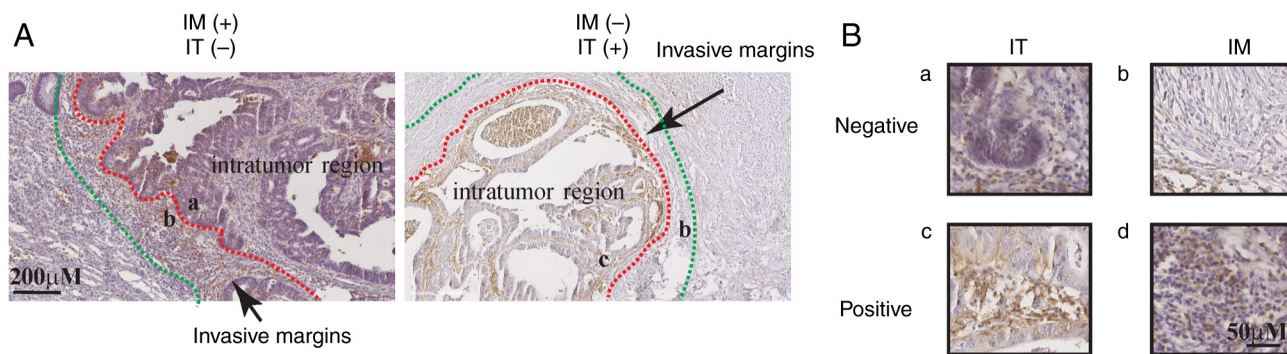 A
IM (+)
IT (–)
IM (–)
IT (+)
Invasive margins
intratumor region
a
b
200μM
Invasive margins
intratumor region
b
c
B
IT
IM
a
b
Negative
c
d
Positive
50μM